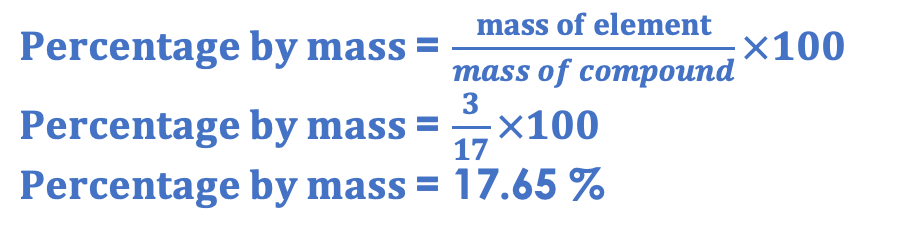 Percentage by mass = mass of element / mass of compound ×100
Percentage by mass = 3 / 17 ×100
Percentage by mass = 17.65 %